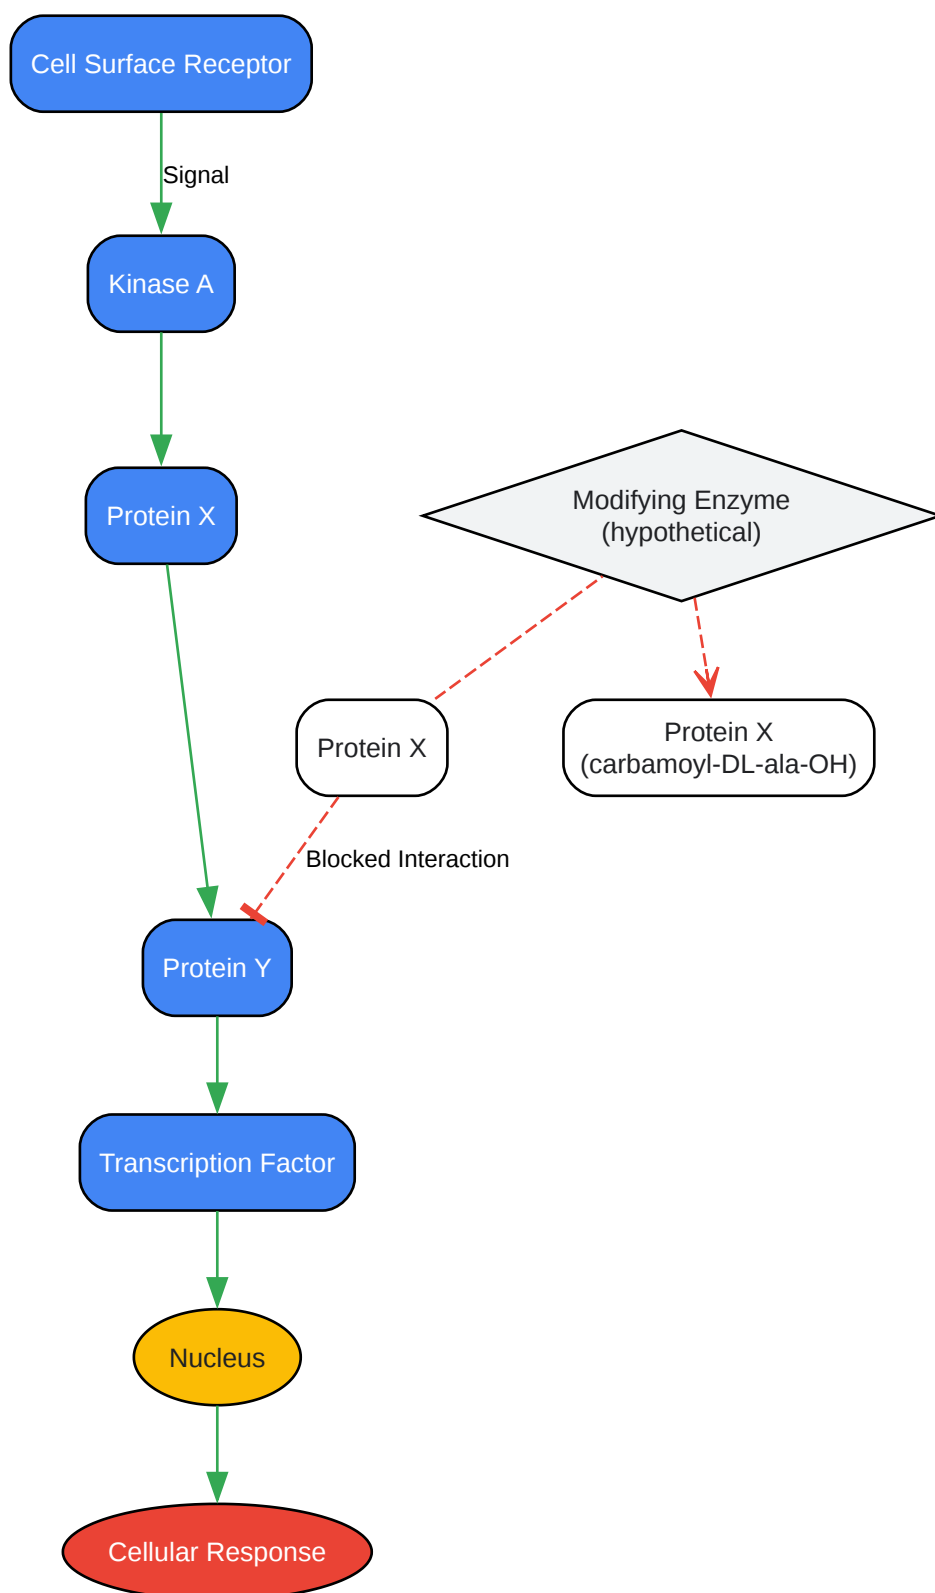 Cell Surface Receptor
Signal
Kinase A
Protein X
Modifying Enzyme
(hypothetical)
Protein X
Protein X
(carbamoyl-DL-ala-OH)
Blocked Interaction
Protein Y
Transcription Factor
Nucleus
Cellular Response